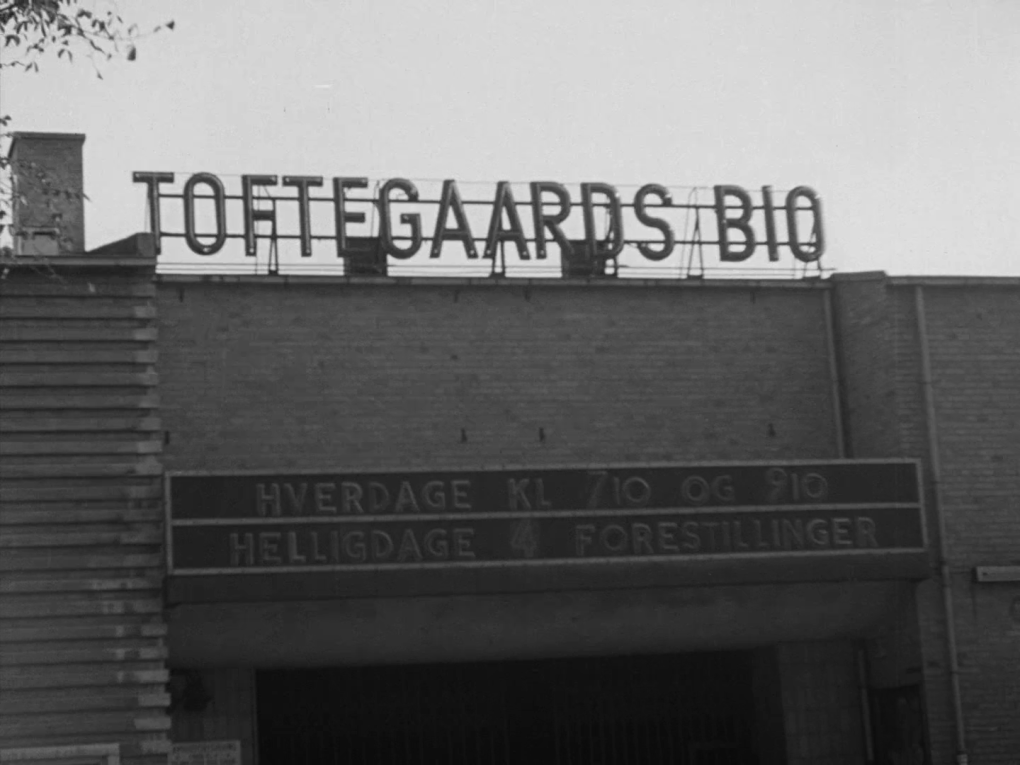 TOFTEGAARDS BIO
HVERDAGE KL 710 OG 910
HELLIGDAGE 4 FORESTILLINGER